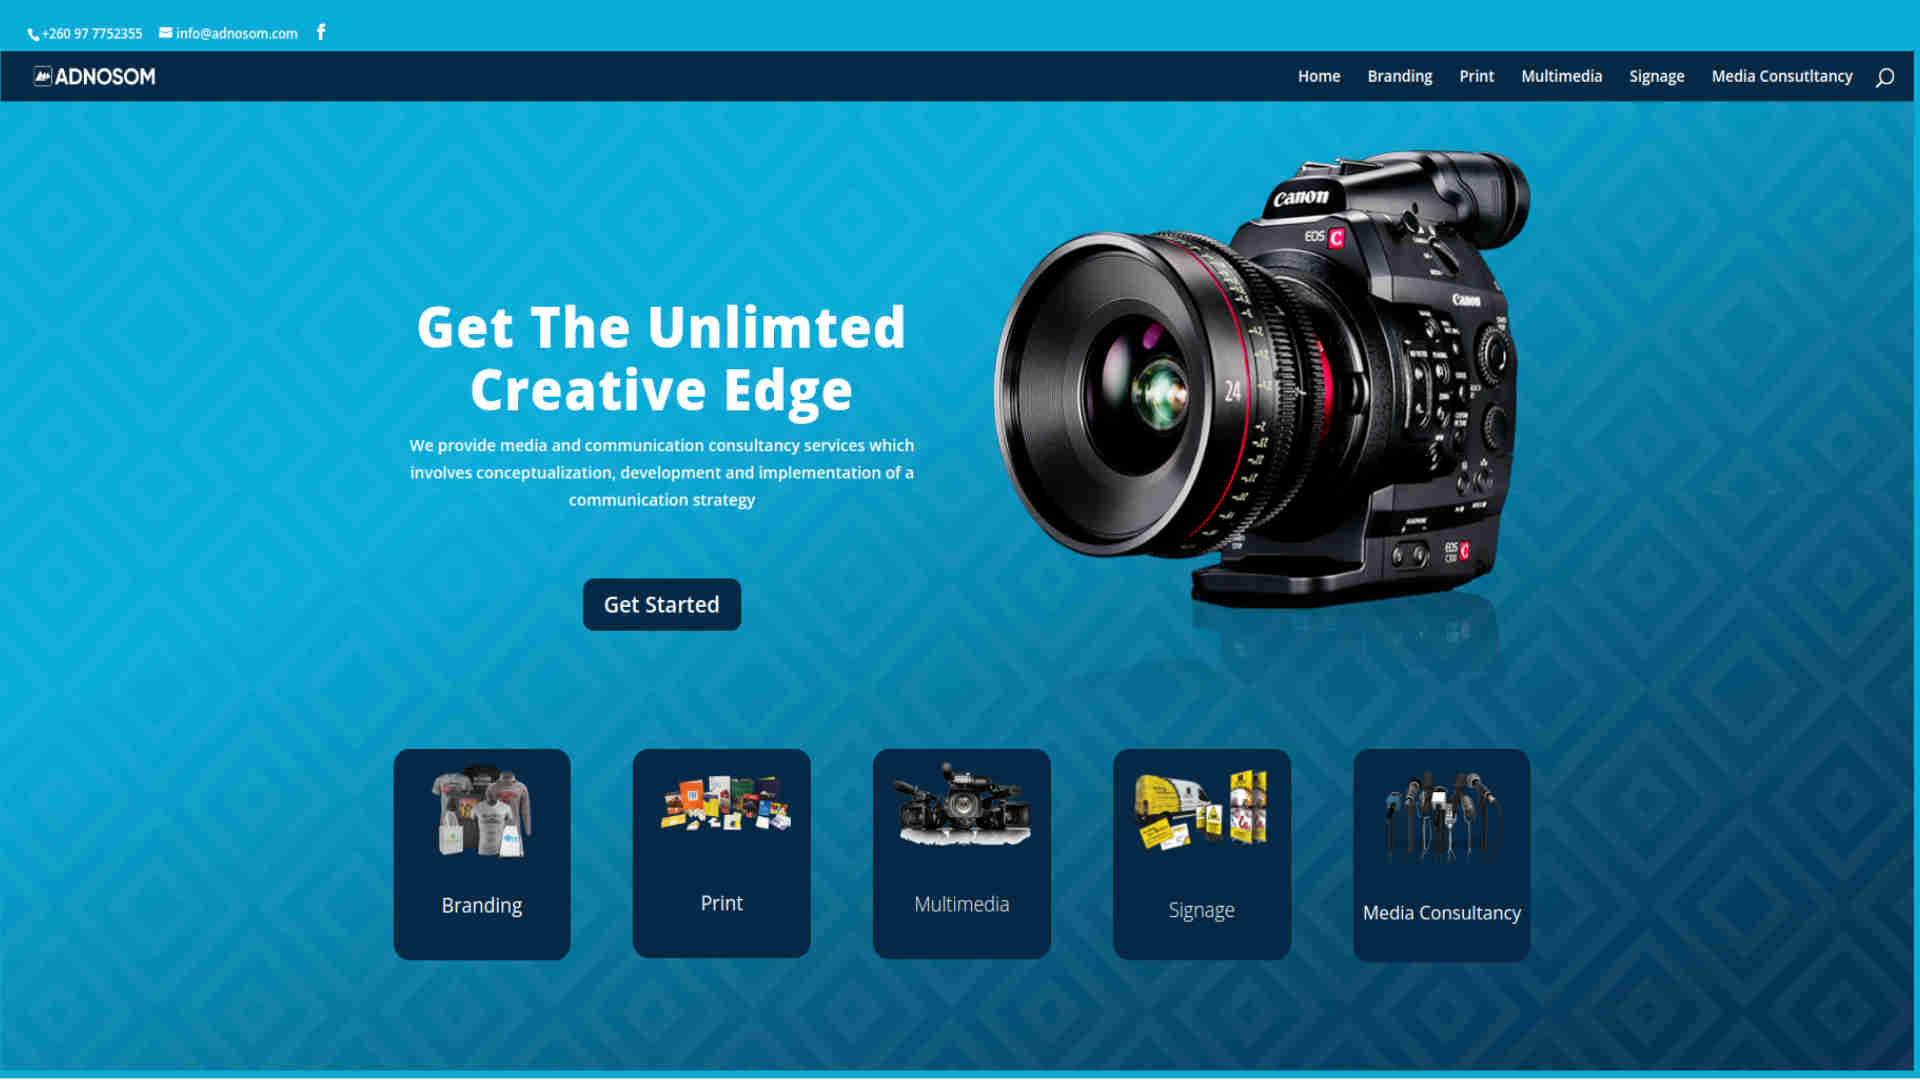 +260 97 7752355 info@adnosom.com
ADNOSOM
Home Branding Print Multimedia Signage Media Consutltancy
Canon
EOS C
Canon
24
Get The Unlimted
Creative Edge
We provide media and communication consultancy services which
involves conceptualization, development and implementation of a
communication strategy
EOS C
Get Started
Branding
Print
Multimedia
Signage
Media Consultancy